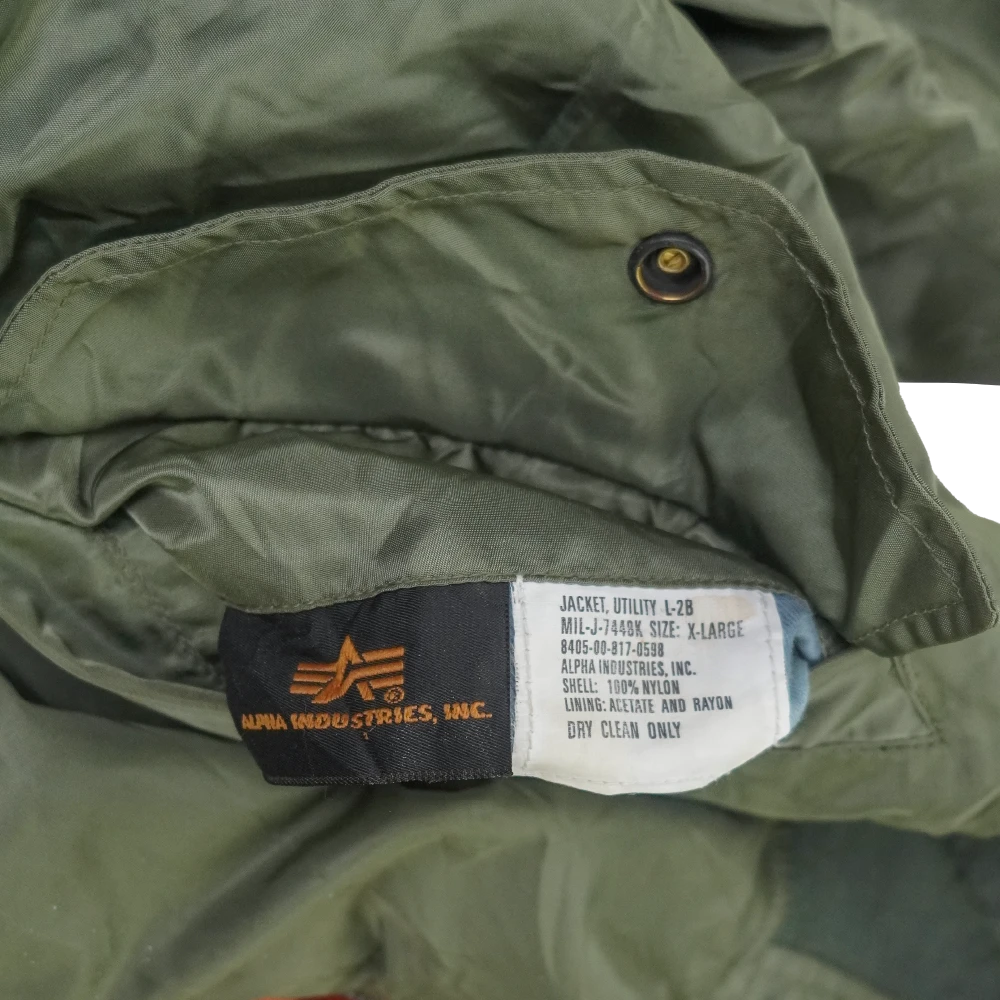 ALPHA INDUSTRIES, INC.
JACKET, UTILITY L-2B
MIL-J-7448K SIZE: X-LARGE
8405-00-817-0598
ALPHA INDUSTRIES, INC.
SHELL: 100% NYLON
LINING: ACETATE AND RAYON
DRY CLEAN ONLY